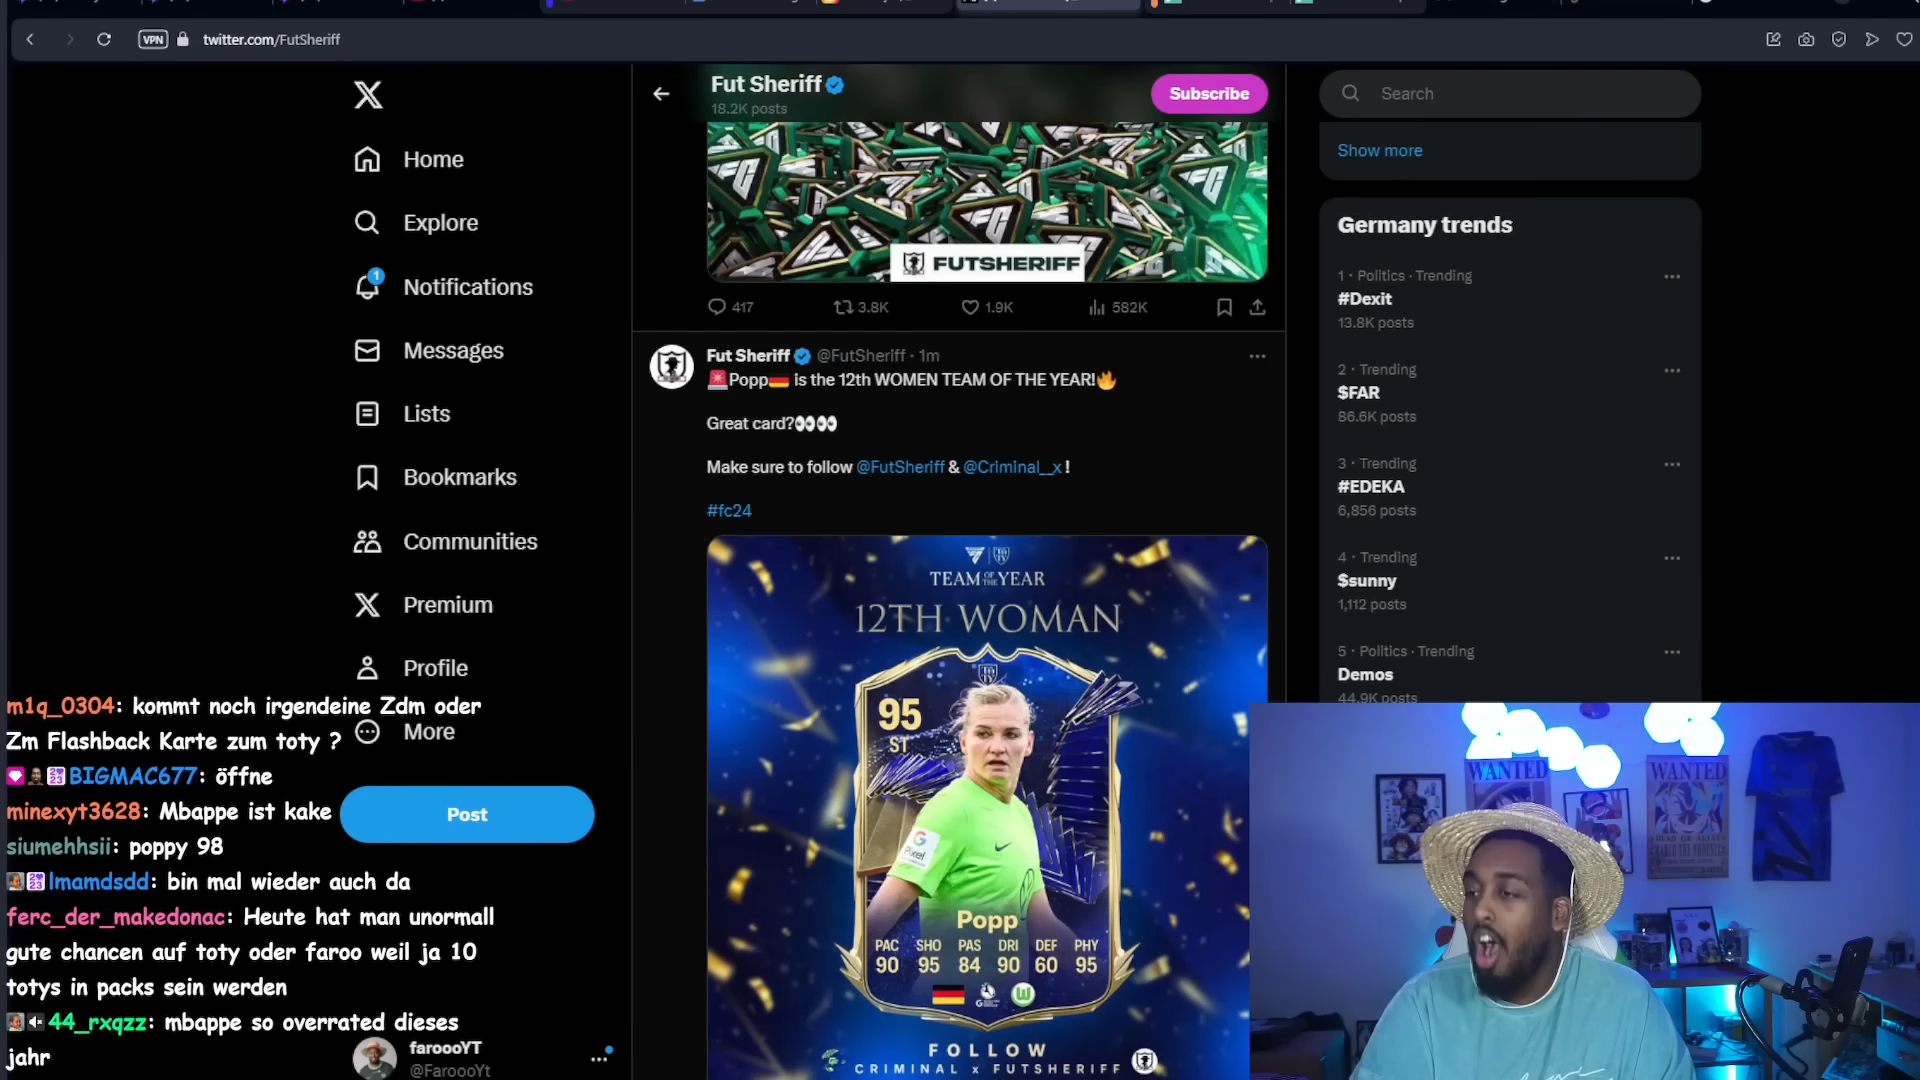 VPN
twitter.com/FutSheriff
Home
Explore
1
Notifications
Messages
Lists
Bookmarks
Communities
Premium
Profile
More
Post
faroooYT
@FaroooYt
Fut Sheriff
18.2K posts
Subscribe
FUTSHERIFF
417
3.8K
1.9K
582K
Fut Sheriff @FutSheriff · 1m
🚨Popp🇩🇪 is the 12th WOMEN TEAM OF THE YEAR!🔥
Great card?👀👀
Make sure to follow @FutSheriff & @Criminal__x !
#fc24
TEAM OF THE YEAR
12TH WOMAN
95
ST
Popp
PAC SHO PAS DRI DEF PHY
90 95 84 90 60 95
FOLLOW
CRIMINAL x FUTSHERIFF
Search
Show more
Germany trends
1 · Politics · Trending
#Dexit
13.8K posts
2 · Trending
$FAR
86.6K posts
3 · Trending
#EDEKA
6,856 posts
4 · Trending
$sunny
1,112 posts
5 · Politics · Trending
Demos
44.9K posts
m1q_0304: kommt noch irgendeine Zdm oder
Zm Flashback Karte zum toty ?
BIGMAC677: öffne
minexyt3628: Mbappe ist kake
siumehhsii: poppy 98
lmamdsdd: bin mal wieder auch da
ferc_der_makedonac: Heute hat man unormall
gute chancen auf toty oder faroo weil ja 10
totys in packs sein werden
44_rxqzz: mbappe so overrated dieses
jahr
WANTED
WANTED